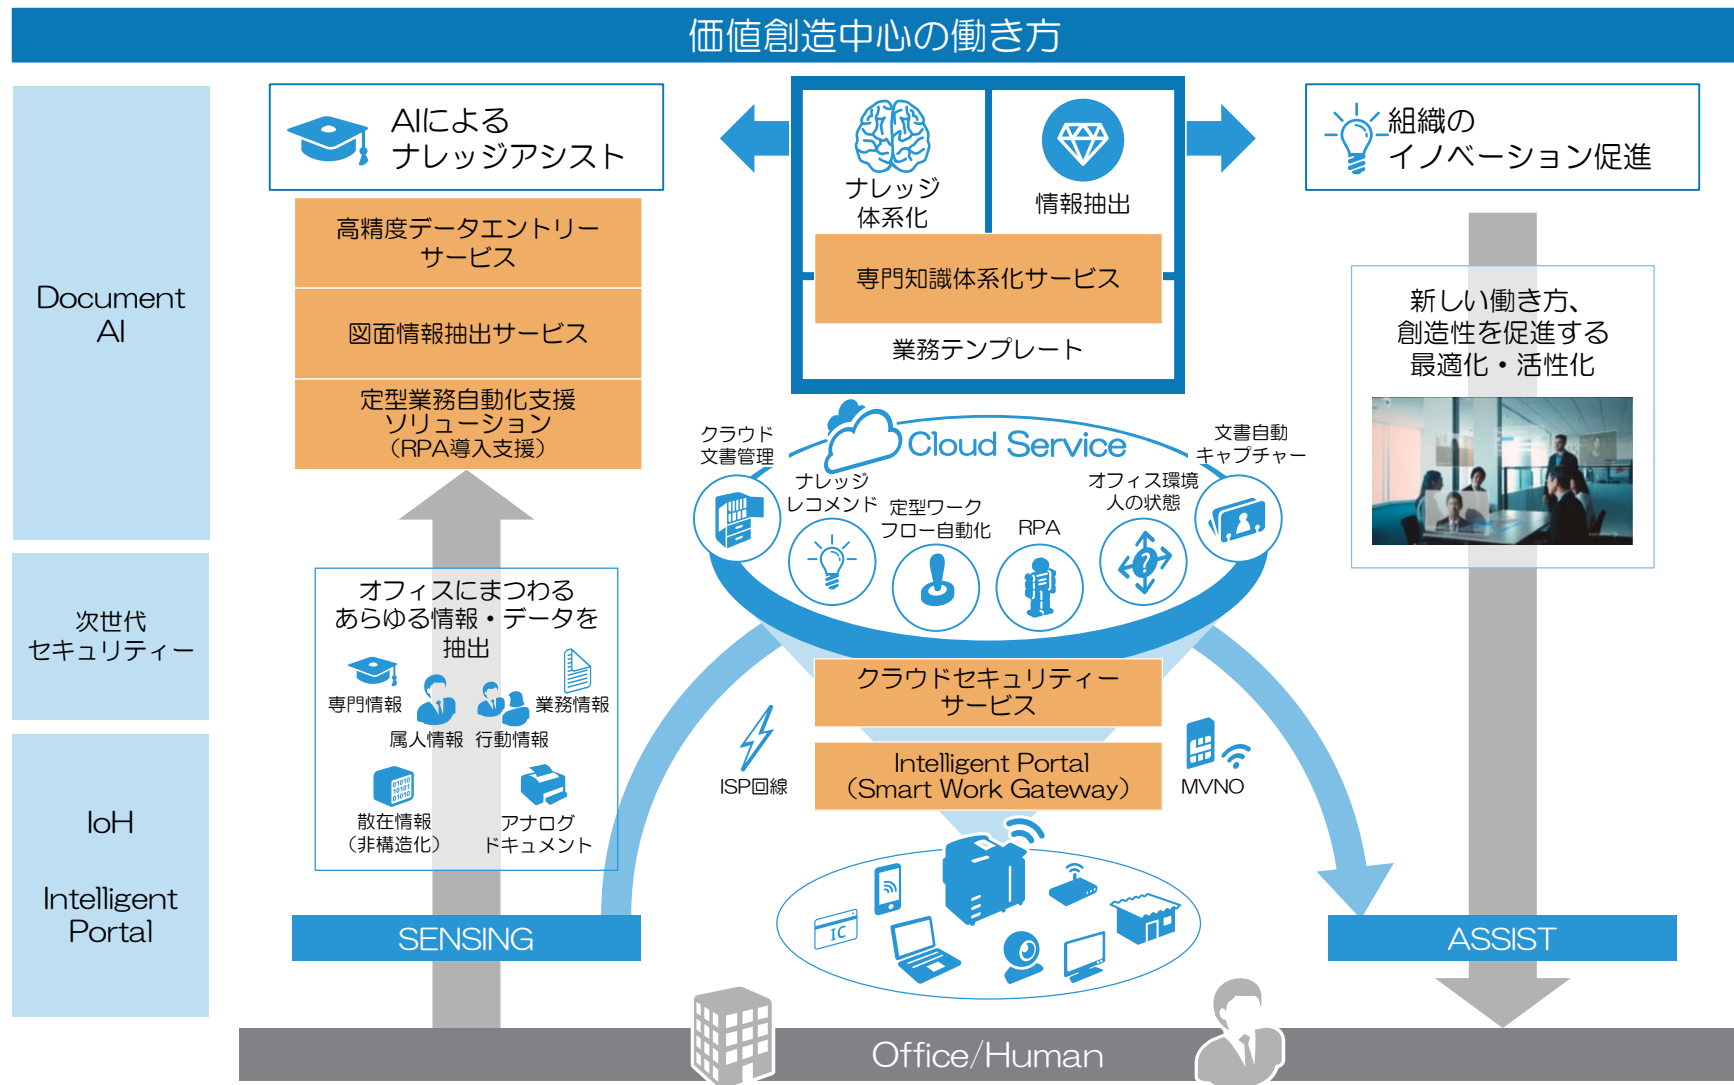 価値創造中心の働き方
Document
AI
次世代
セキュリティー
IoH
Intelligent
Portal
AIによる
ナレッジアシスト
高精度データエントリー
サービス
図面情報抽出サービス
定型業務自動化支援
ソリューション
（RPA導入支援）
オフィスにまつわる
あらゆる情報・データを
抽出
専門情報
業務情報
属人情報
行動情報
01010
10101
01010
散在情報
（非構造化）
アナログ
ドキュメント
SENSING
ナレッジ
体系化
情報抽出
専門知識体系化サービス
業務テンプレート
Cloud Service
クラウド
文書管理
ナレッジ
レコメンド
定型ワーク
フロー自動化
RPA
オフィス環境
人の状態
?
文書自動
キャプチャー
クラウドセキュリティー
サービス
ISP回線
Intelligent Portal
（Smart Work Gateway）
MVNO
IC
組織の
イノベーション促進
新しい働き方、
創造性を促進する
最適化・活性化
ASSIST
Office/Human